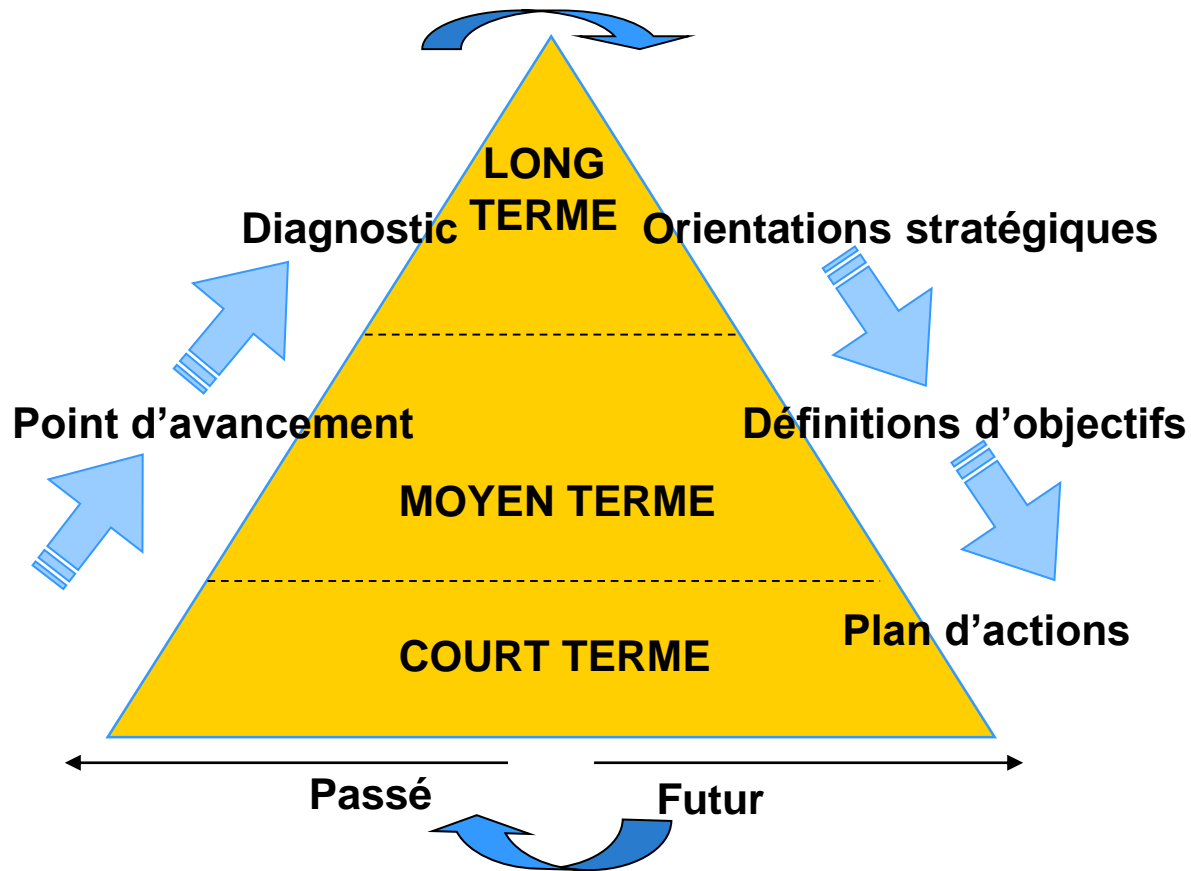 LONG
TERME
Diagnostic
Orientations stratégiques
Point d’avancement
Définitions d’objectifs
MOYEN TERME
Plan d’actions
COURT TERME
Passé
Futur